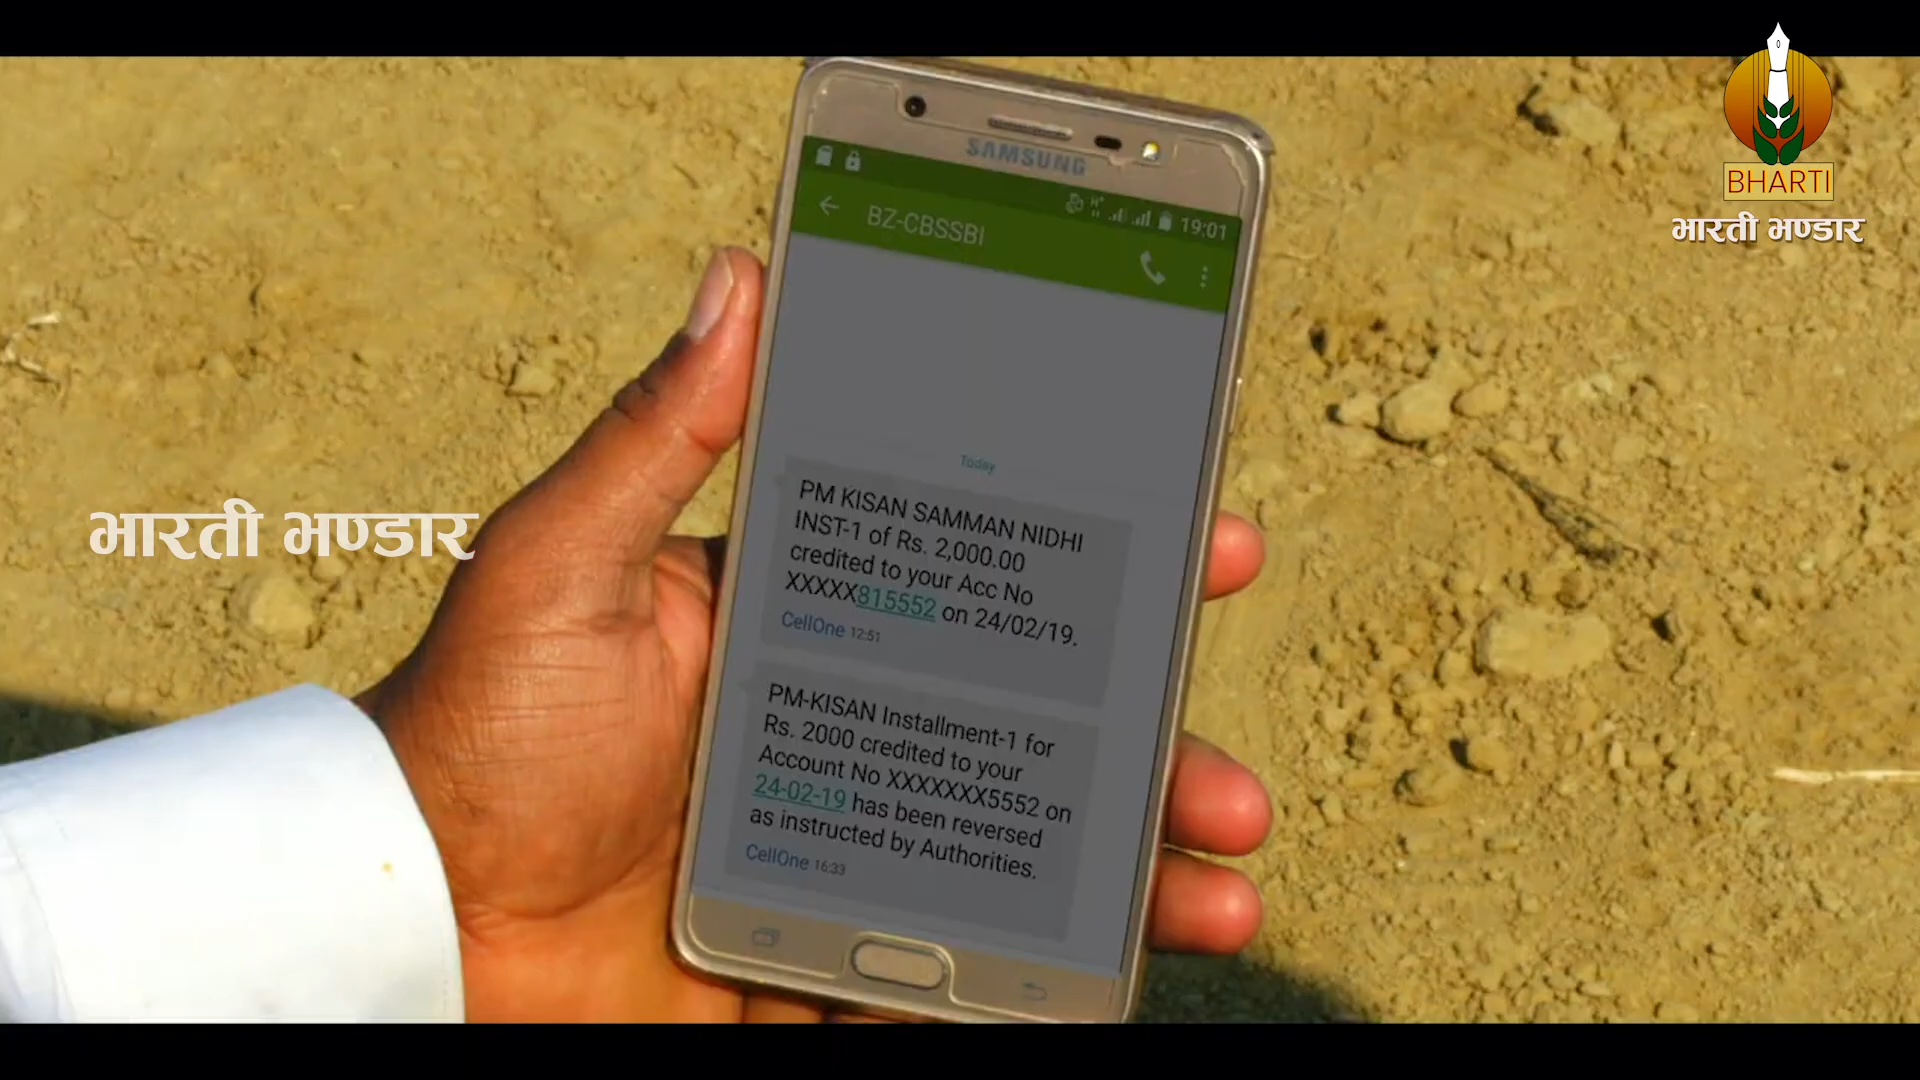 BHARTI
भारती भण्डार
SAMSUNG
19:01
BZ-CBSSBI
Today
PM KISAN SAMMAN NIDHI
INST-1 of Rs. 2,000.00
credited to your Acc No
XXXXX815552 on 24/02/19.
CellOne 12:51
भारती भण्डार
PM-KISAN Installment-1 for
Rs. 2000 credited to your
Account No XXXXXXX5552 on
24-02-19 has been reversed
as instructed by Authorities.
CellOne 16:33